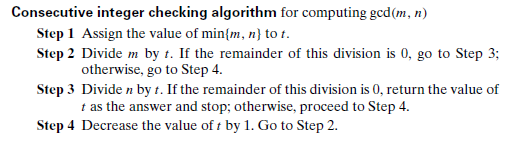 Consecutive integer checking algorithm for computing gcd(m, n)
Step 1 Assign the value of min{m, n} to t.
Step 2 Divide m by t. If the remainder of this division is 0, go to Step 3;
otherwise, go to Step 4.
Step 3 Divide n by t. If the remainder of this division is 0, return the value of
t as the answer and stop; otherwise, proceed to Step 4.
Step 4 Decrease the value of t by 1. Go to Step 2.